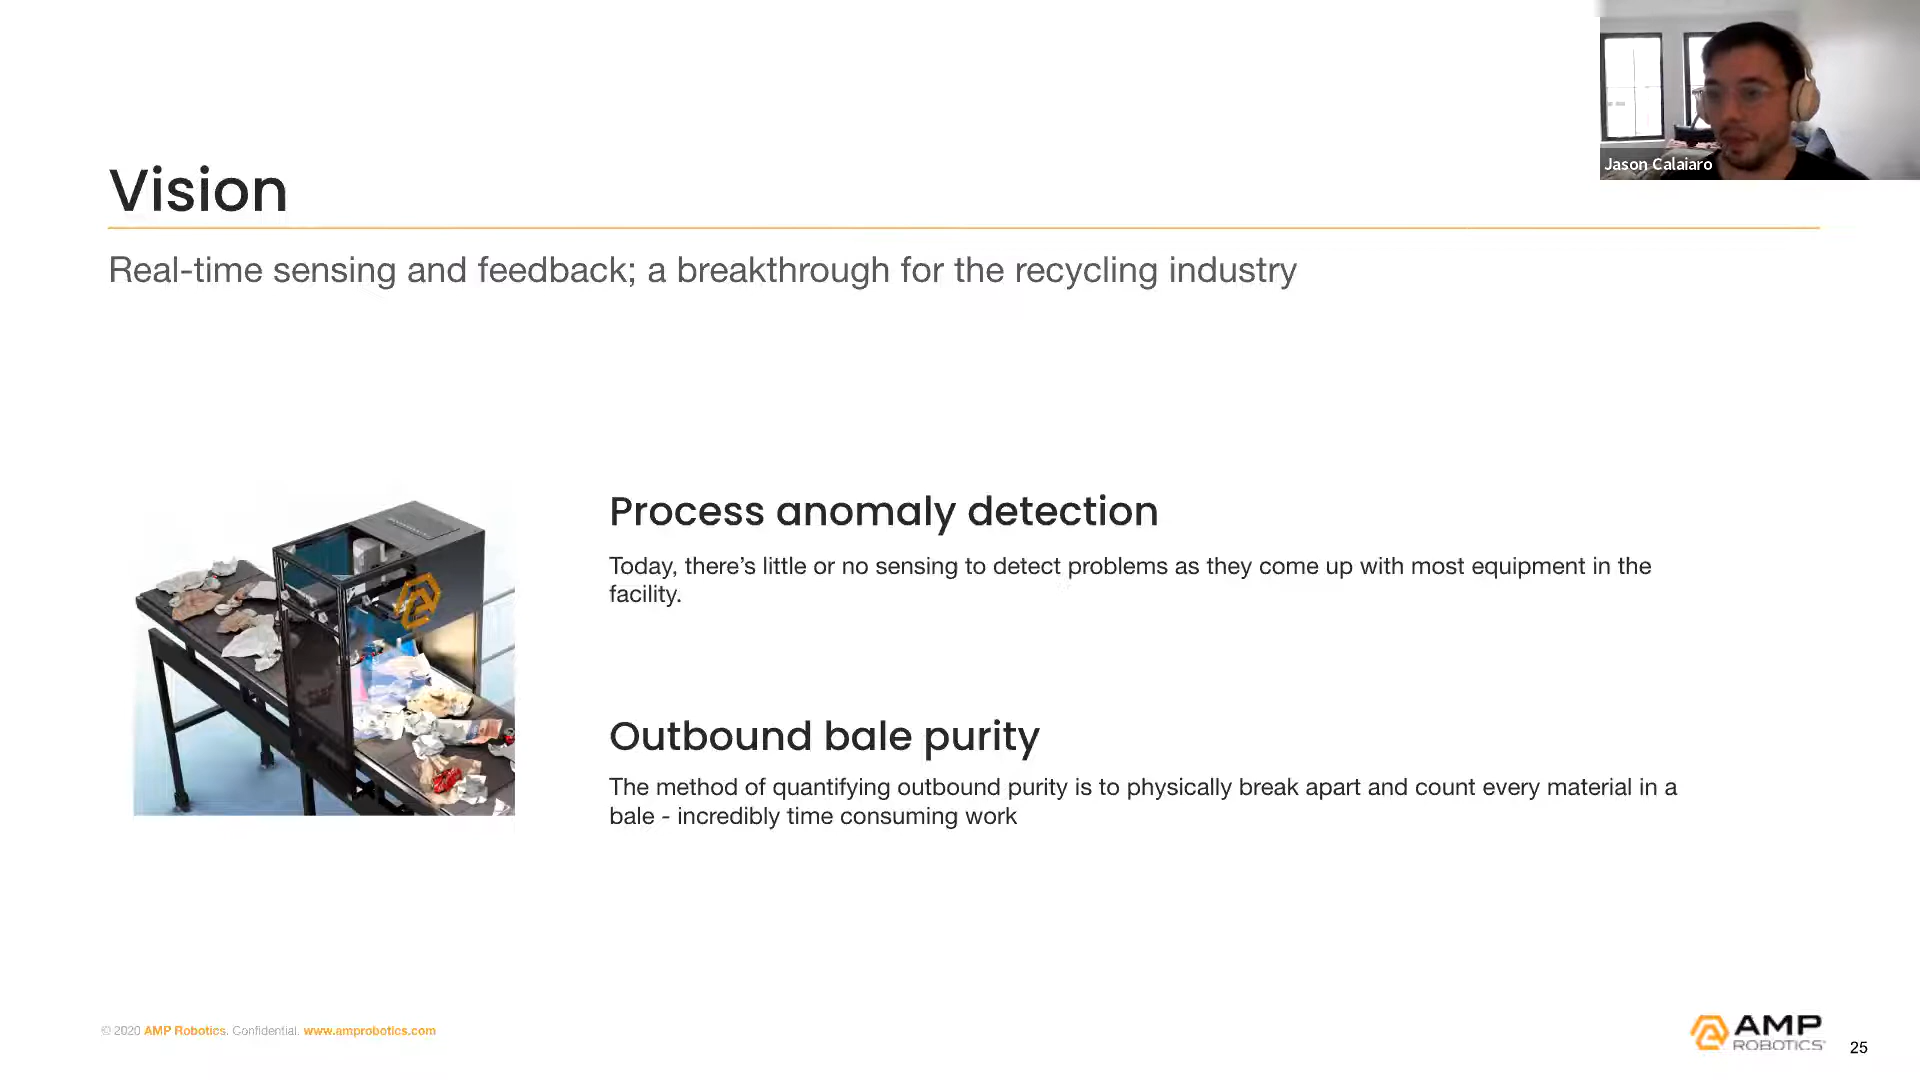 Jason Calaiaro
Vision
Real-time sensing and feedback; a breakthrough for the recycling industry
Process anomaly detection
Today, there’s little or no sensing to detect problems as they come up with most equipment in the
facility.
Outbound bale purity
The method of quantifying outbound purity is to physically break apart and count every material in a
bale - incredibly time consuming work
© 2020 AMP Robotics. Confidential. www.amprobotics.com
AMP
ROBOTICS
25